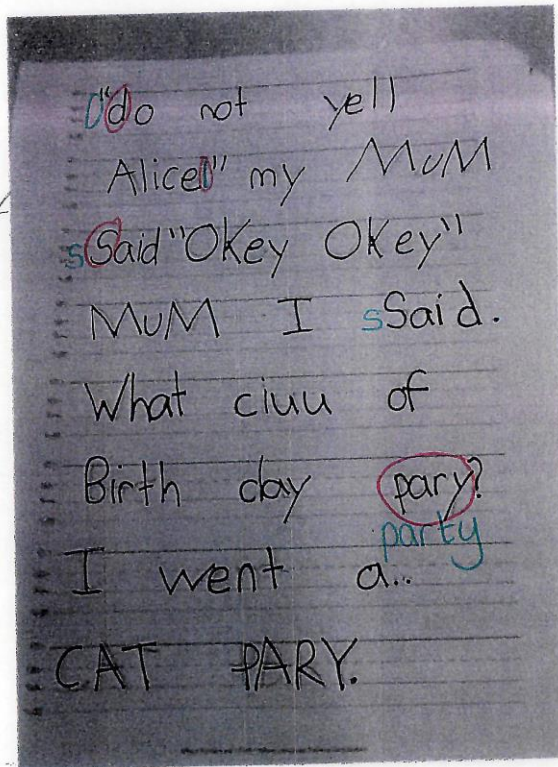 D"do not yell
Alice!" my MuM
sSaid "OKey OKey"
MuM I sSaid.
What ciuu of
Birth day pary?
party
I went a...
CAT PARY.